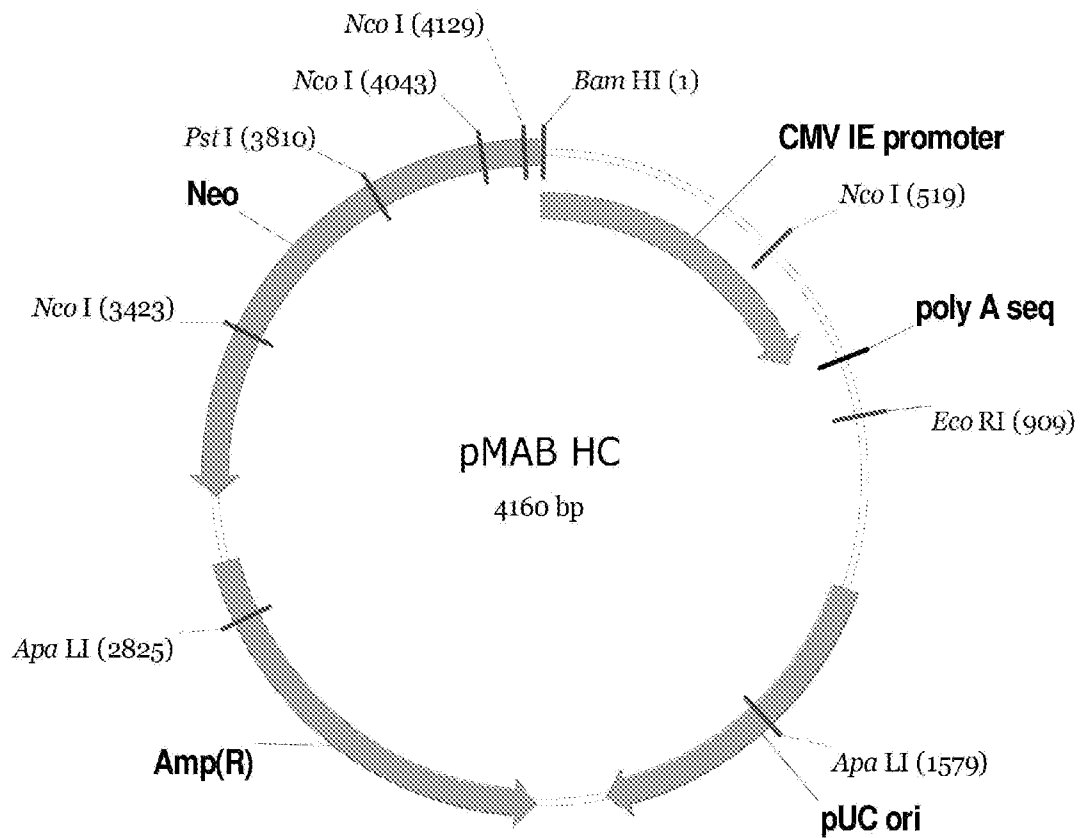 Nco I (4129)
Nco I (4043)
Bam HI (1)
Pst I (3810)
CMV IE promoter
Neo
Nco I (519)
Nco I (3423)
poly A seq
Eco RI (909)
pMAB HC
4160 bp
Apa LI (2825)
Amp(R)
Apa LI (1579)
pUC ori